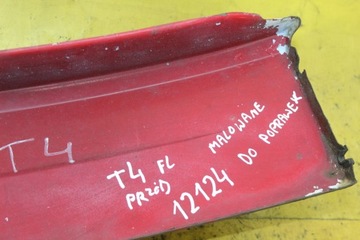 T4
T4 FL
PRZÓD
12124
MALOWANE
DO POPRAWEK